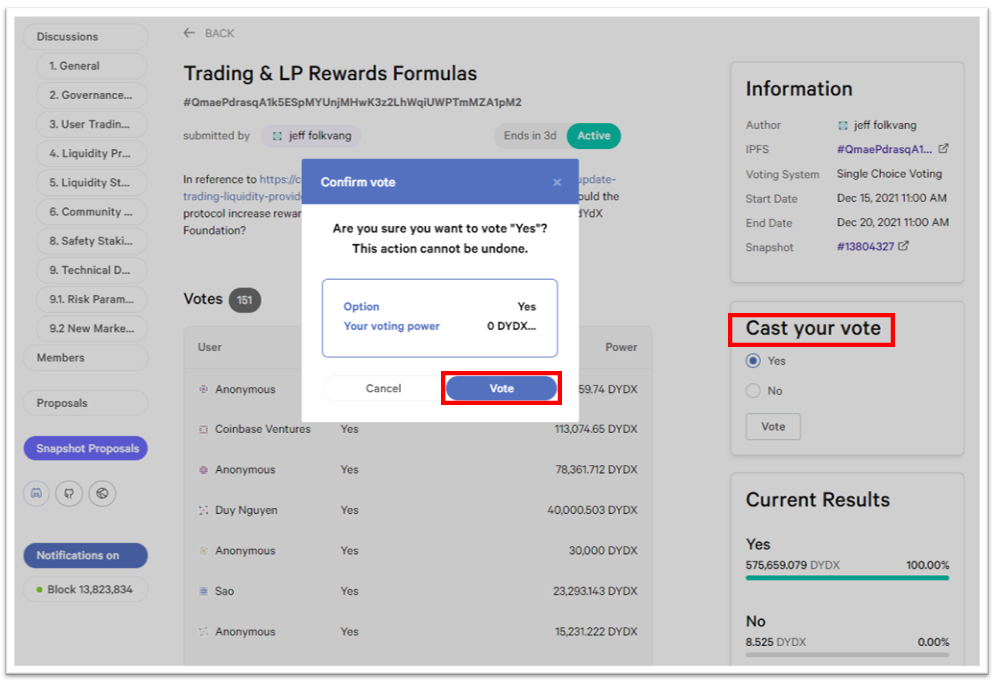 Discussions
1. General
2. Governance...
3. User Tradin...
4. Liquidity Pr...
5. Liquidity St...
6. Community ...
8. Safety Staki...
9. Technical D...
9.1. Risk Param...
9.2 New Marke...
Members
Proposals
Snapshot Proposals
Notifications on
Block 13,823,834
BACK
Trading & LP Rewards Formulas
#QmaePdrasqA1k5ESpMYUnjMHwK3z2LhWqiUWPTmMZA1pM2
submitted by jeff folkvang Ends in 3d Active
In reference to https://c update-
trading-liquidity-provide ould the
protocol increase rewar dYdX
Foundation?
Confirm vote
Are you sure you want to vote "Yes"?
This action cannot be undone.
Option Yes
Your voting power 0 DYDX...
Cancel Vote
Votes 151
User Power
Anonymous 59.74 DYDX
Coinbase Ventures Yes 113,074.65 DYDX
Anonymous Yes 78,361.712 DYDX
Duy Nguyen Yes 40,000.503 DYDX
Anonymous Yes 30,000 DYDX
Sao Yes 23,293.143 DYDX
Anonymous Yes 15,231.222 DYDX
Information
Author jeff folkvang
IPFS #QmaePdrasqA1...
Voting System Single Choice Voting
Start Date Dec 15, 2021 11:00 AM
End Date Dec 20, 2021 11:00 AM
Snapshot #13804327
Cast your vote
Yes
No
Vote
Current Results
Yes
575,659.079 DYDX 100.00%
No
8.525 DYDX 0.00%